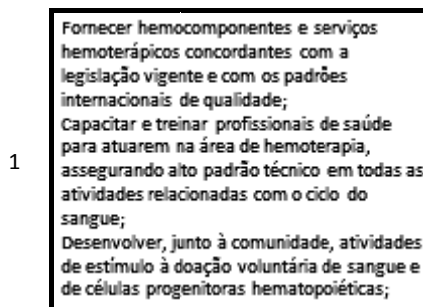 Fornecer hemocomponentes e serviços
hemoterápicos concordantes com a
legislação vigente e com os padrões
internacionais de qualidade;
Capacitar e treinar profissionais de saúde
para atuarem na área de hemoterapia,
1
assegurando alto padrão técnico em todas as
atividades relacionadas com o ciclo do
sangue;
Desenvolver, junto à comunidade, atividades
de estímulo à doação voluntária de sangue e
de células progenitoras hematopoiéticas;